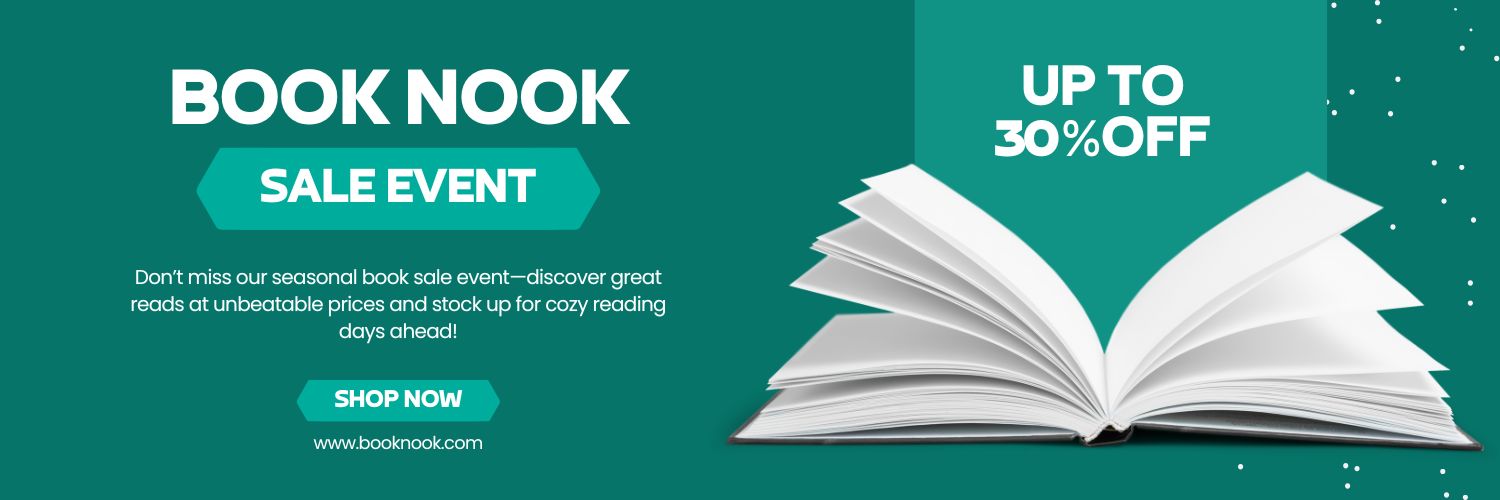 BOOK NOOK
SALE EVENT
Don't miss our seasonal book sale event—discover great
reads at unbeatable prices and stock up for cozy reading
days ahead!
SHOP NOW
www.booknook.com
UP TO
30%OFF